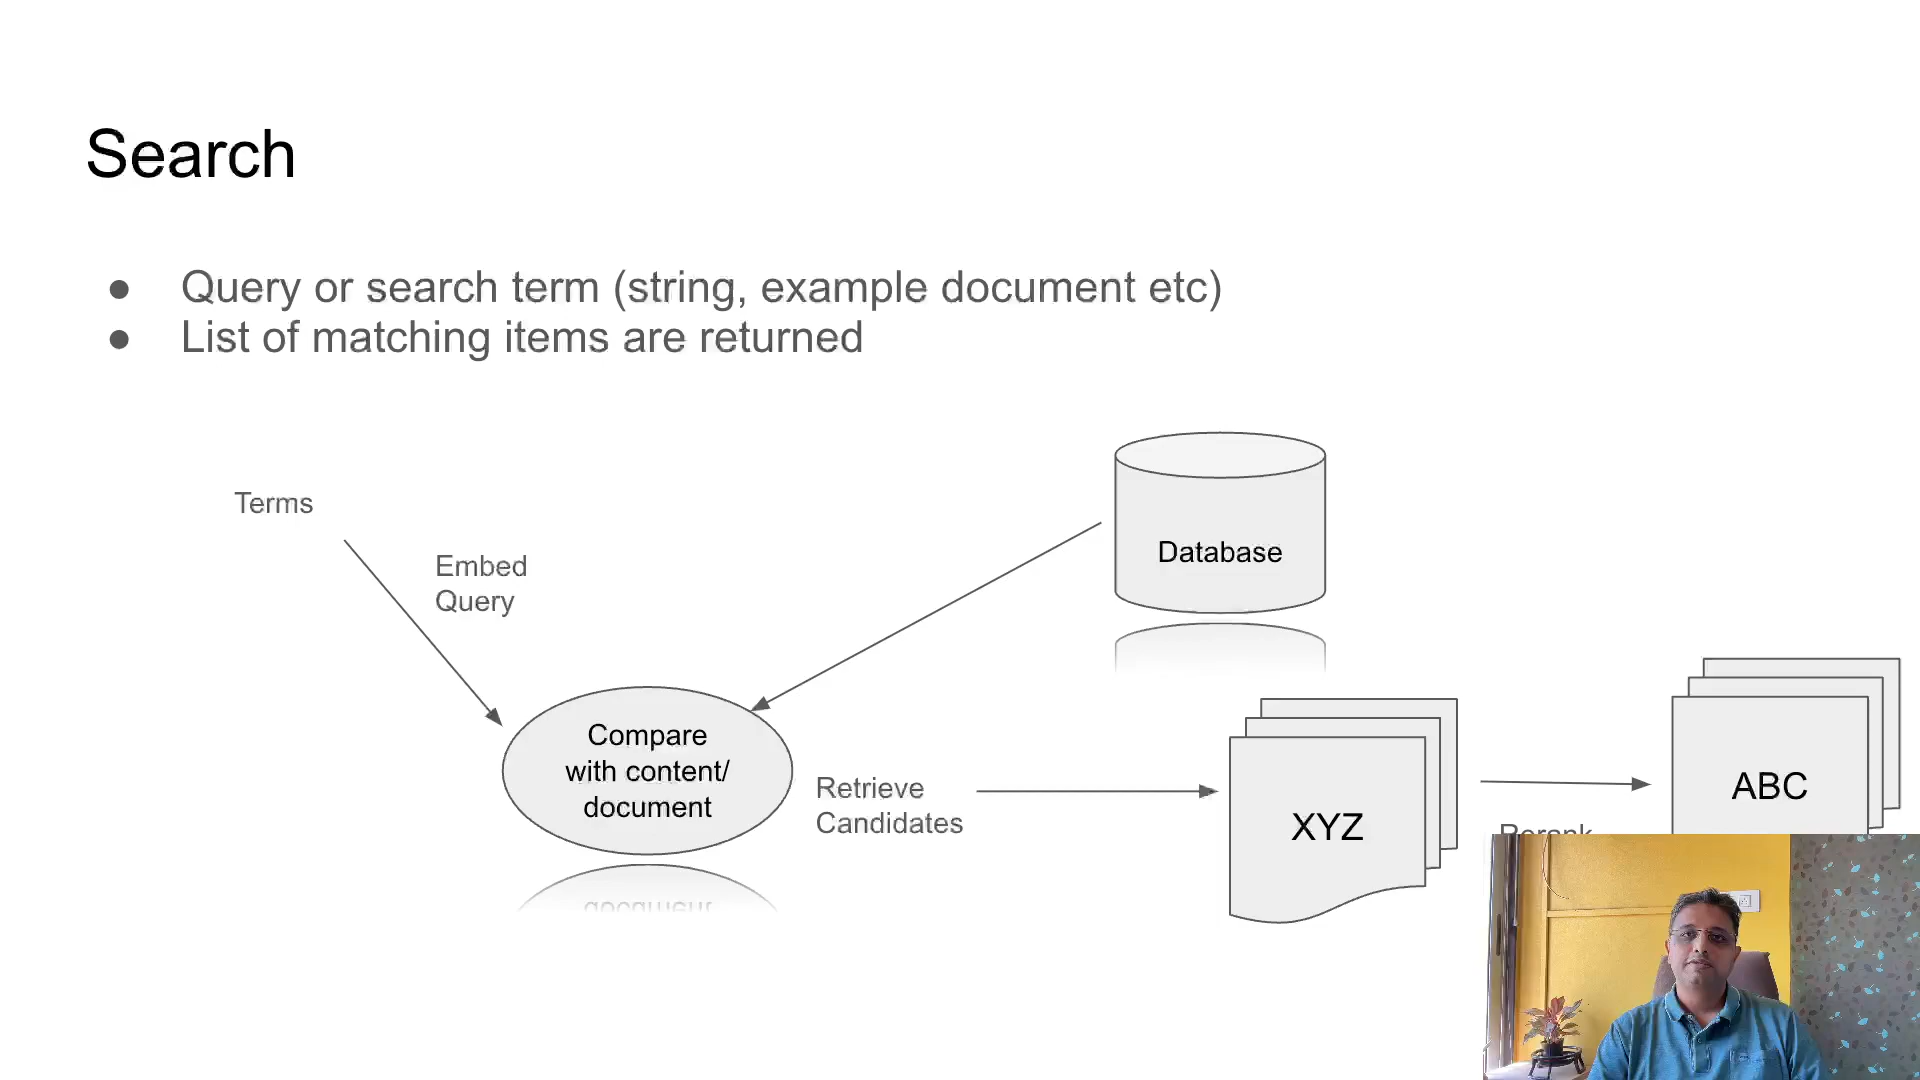 Search
● Query or search term (string, example document etc)
● List of matching items are returned
Terms
Embed
Query
Database
Compare
with content/
document
Retrieve
Candidates
XYZ
ABC
Rerank